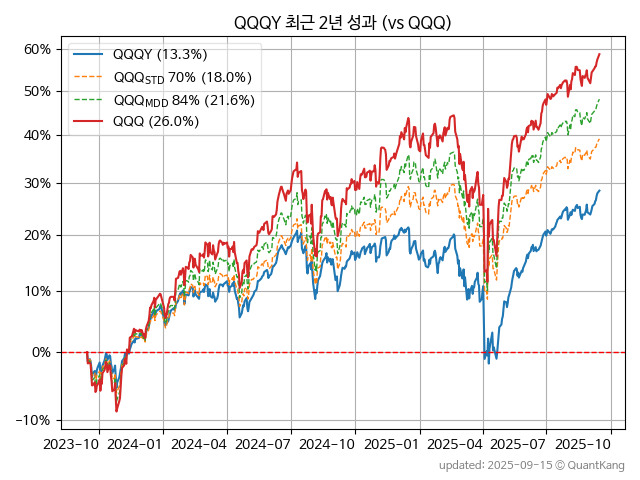 QQQY 최근 2년 성과 (vs QQQ)
QQQY (13.3%)
QQQSTD 70% (18.0%)
QQQMDD 84% (21.6%)
QQQ (26.0%)
60%
50%
40%
30%
20%
10%
0%
−10%
2023-10 2024-01 2024-04 2024-07 2024-10 2025-01 2025-04 2025-07 2025-10
updated: 2025-09-15 © QuantKang